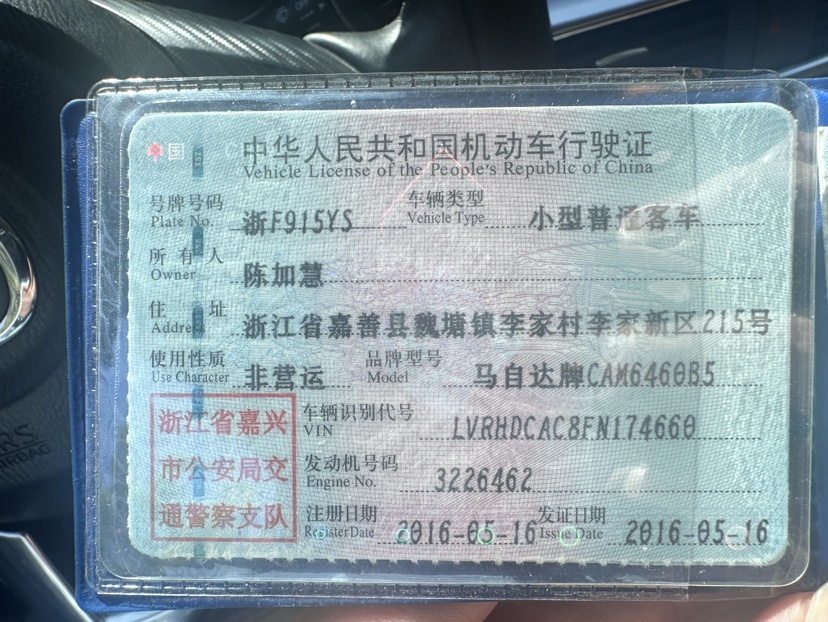 中国
中华人民共和国机动车行驶证
Vehicle License of the People's Republic of China
号牌号码 浙F915YS 车辆类型 小型普通客车
Plate No. Vehicle Type
所有人 陈加慧
Owner
住址 浙江省嘉善县魏塘镇李家村李家新区215号
Address
使用性质 非营运 品牌型号 马自达牌CAM6460B5
Use Character Model
浙江省嘉兴
市公安局交
通警察支队
车辆识别代号 LVRHDCAC8FN174660
VIN
发动机号码 3226462
Engine No.
注册日期 2016-05-16 发证日期 2016-05-16
Register Date Issue Date
AIRBAG